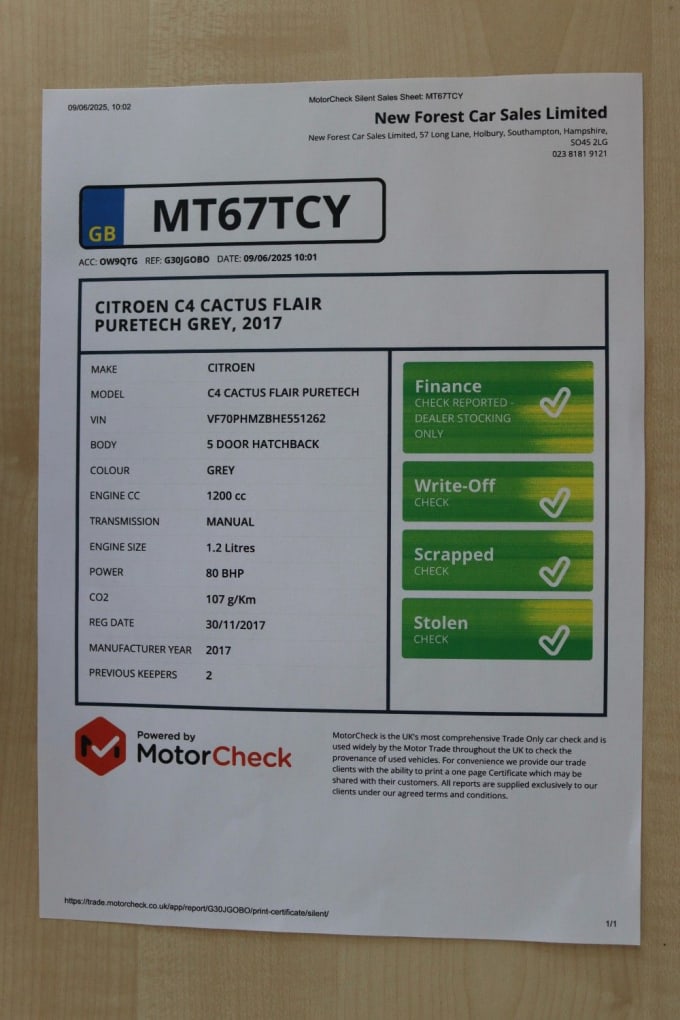 09/06/2025, 10:02
MotorCheck Silent Sales Sheet: MT67TCY
New Forest Car Sales Limited
New Forest Car Sales Limited, 57 Long Lane, Holbury, Southampton, Hampshire,
SO45 2LG
023 8181 9121
GB MT67TCY
ACC: OW9QTG REF: G30JGOBO DATE: 09/06/2025 10:01
CITROEN C4 CACTUS FLAIR
PURETECH GREY, 2017
MAKE CITROEN
MODEL C4 CACTUS FLAIR PURETECH
VIN VF70PHMZBHE551262
BODY 5 DOOR HATCHBACK
COLOUR GREY
ENGINE CC 1200 cc
TRANSMISSION MANUAL
ENGINE SIZE 1.2 Litres
POWER 80 BHP
CO2 107 g/Km
REG DATE 30/11/2017
MANUFACTURER YEAR 2017
PREVIOUS KEEPERS 2
Finance
CHECK REPORTED -
DEALER STOCKING
ONLY
Write-Off
CHECK
Scrapped
CHECK
Stolen
CHECK
Powered by
MotorCheck
MotorCheck is the UK's most comprehensive Trade Only car check and is
used widely by the Motor Trade throughout the UK to check the
provenance of used vehicles. For convenience we provide our trade
clients with the ability to print a one page Certificate which may be
shared with their customers. All reports are supplied exclusively to our
clients under our agreed terms and conditions.
https://trade.motorcheck.co.uk/app/report/G30JGOBO/print-certificate/silent/
1/1